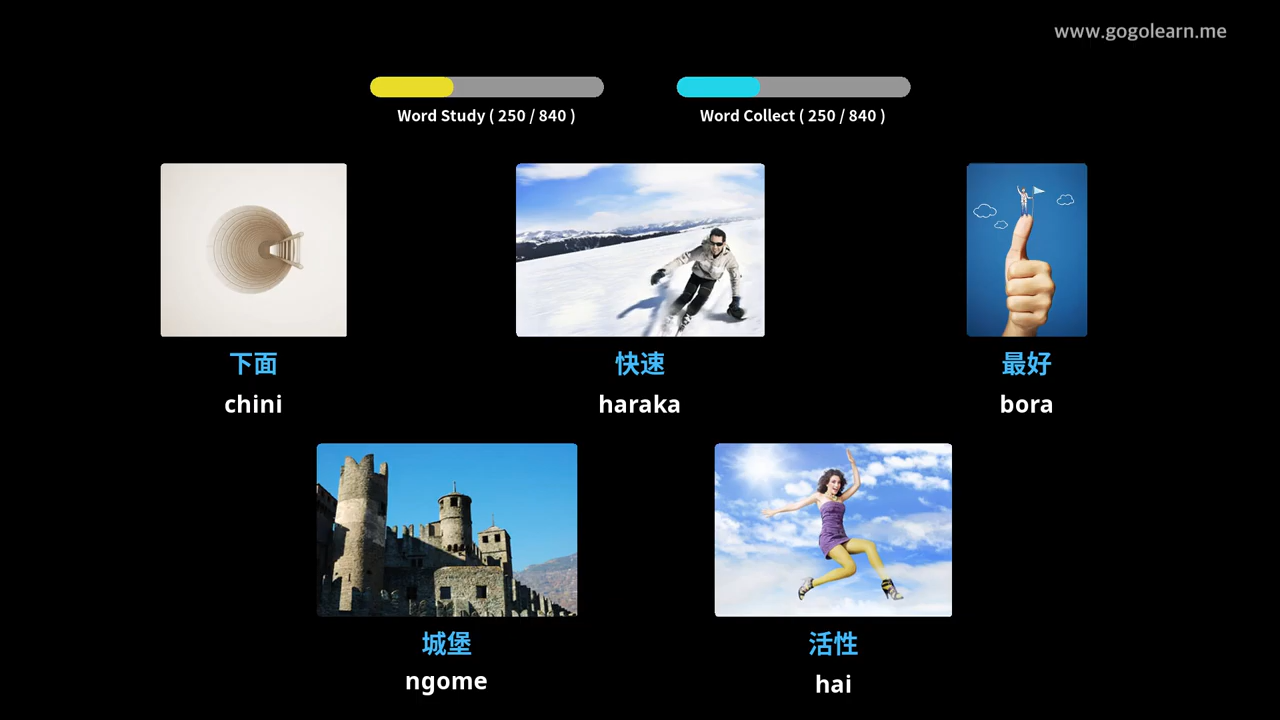 www.gogolearn.me
Word Study ( 250 / 840 )
Word Collect ( 250 / 840 )
下面
chini
快速
haraka
最好
bora
城堡
ngome
活性
hai